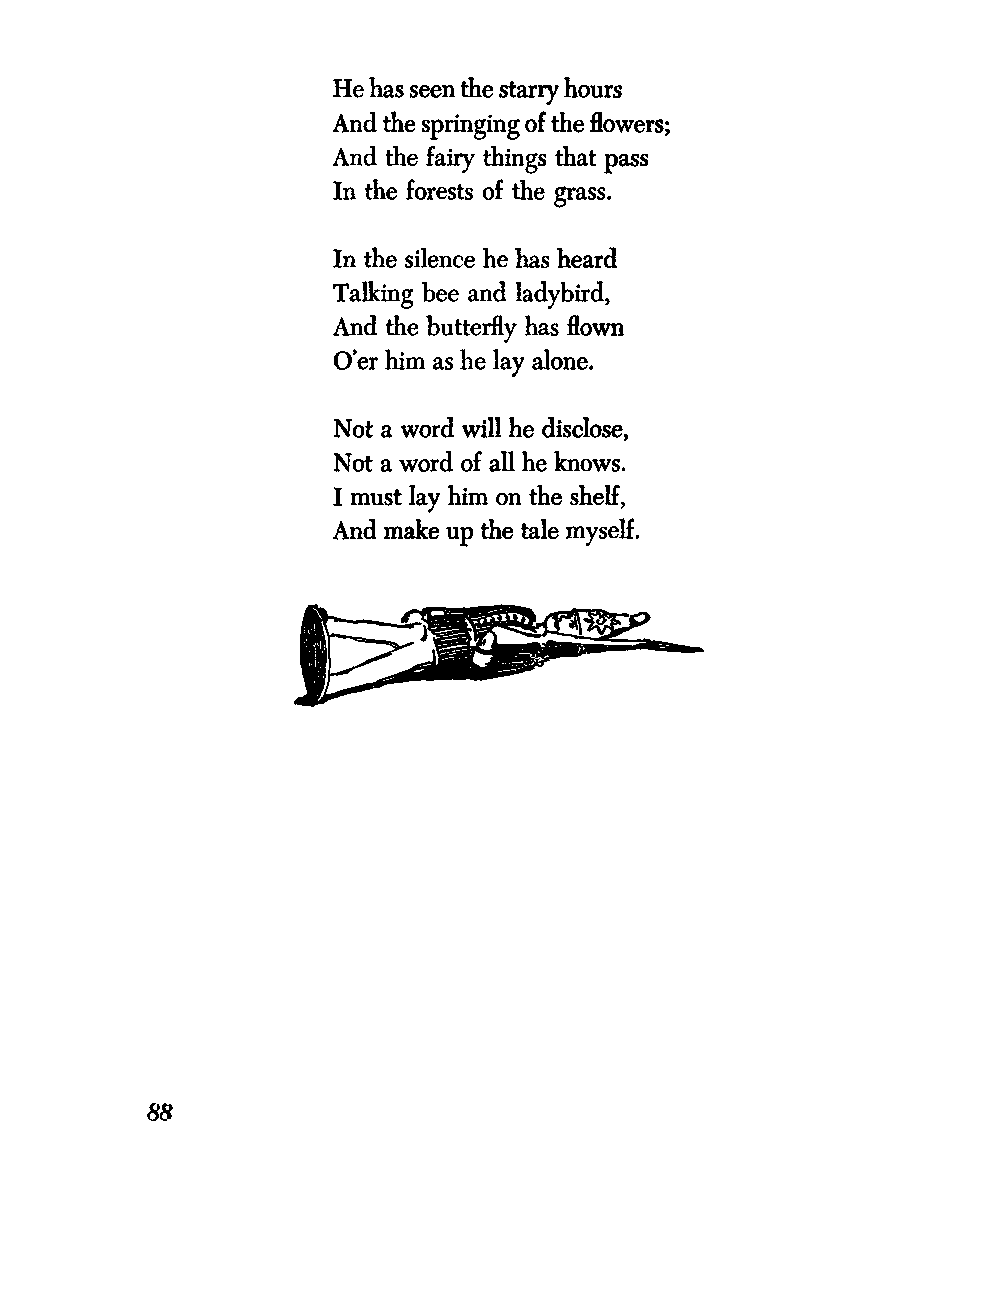 He has seen the starry hours
And the springing of the flowers;
And the fairy things that pass
In the forests of the grass.

In the silence he has heard
Talking bee and ladybird,
And the butterfly has flown
O'er him as he lay alone.

Not a word will he disclose,
Not a word of all he knows.
I must lay him on the shelf,
And make up the tale myself.

88